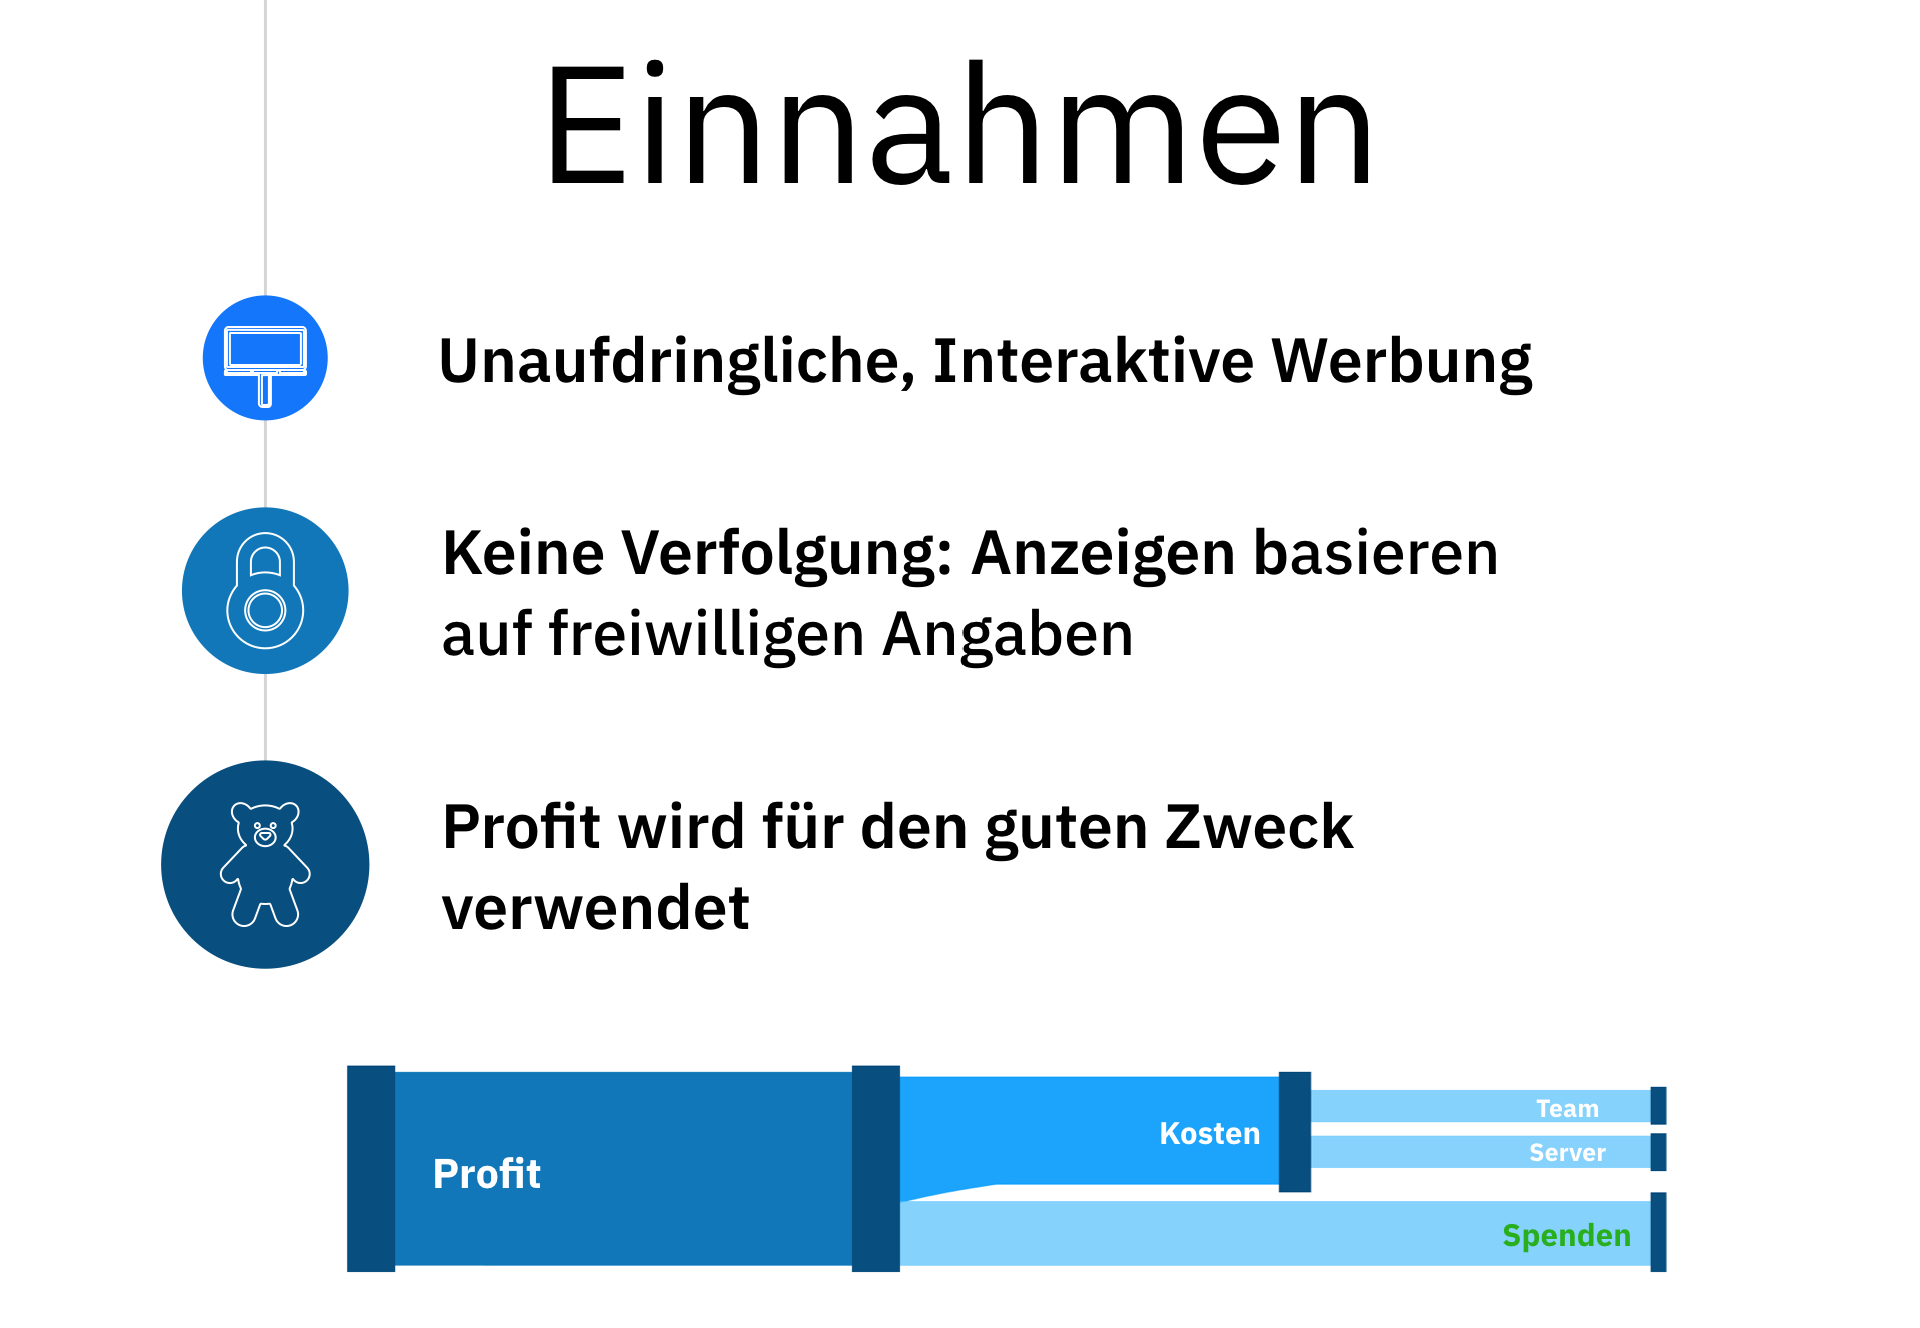 Einnahmen
Unaufdringliche, Interaktive Werbung
Keine Verfolgung: Anzeigen basieren
auf freiwilligen Angaben
Profit wird für den guten Zweck
verwendet
Profit
Kosten
Team
Server
Spenden